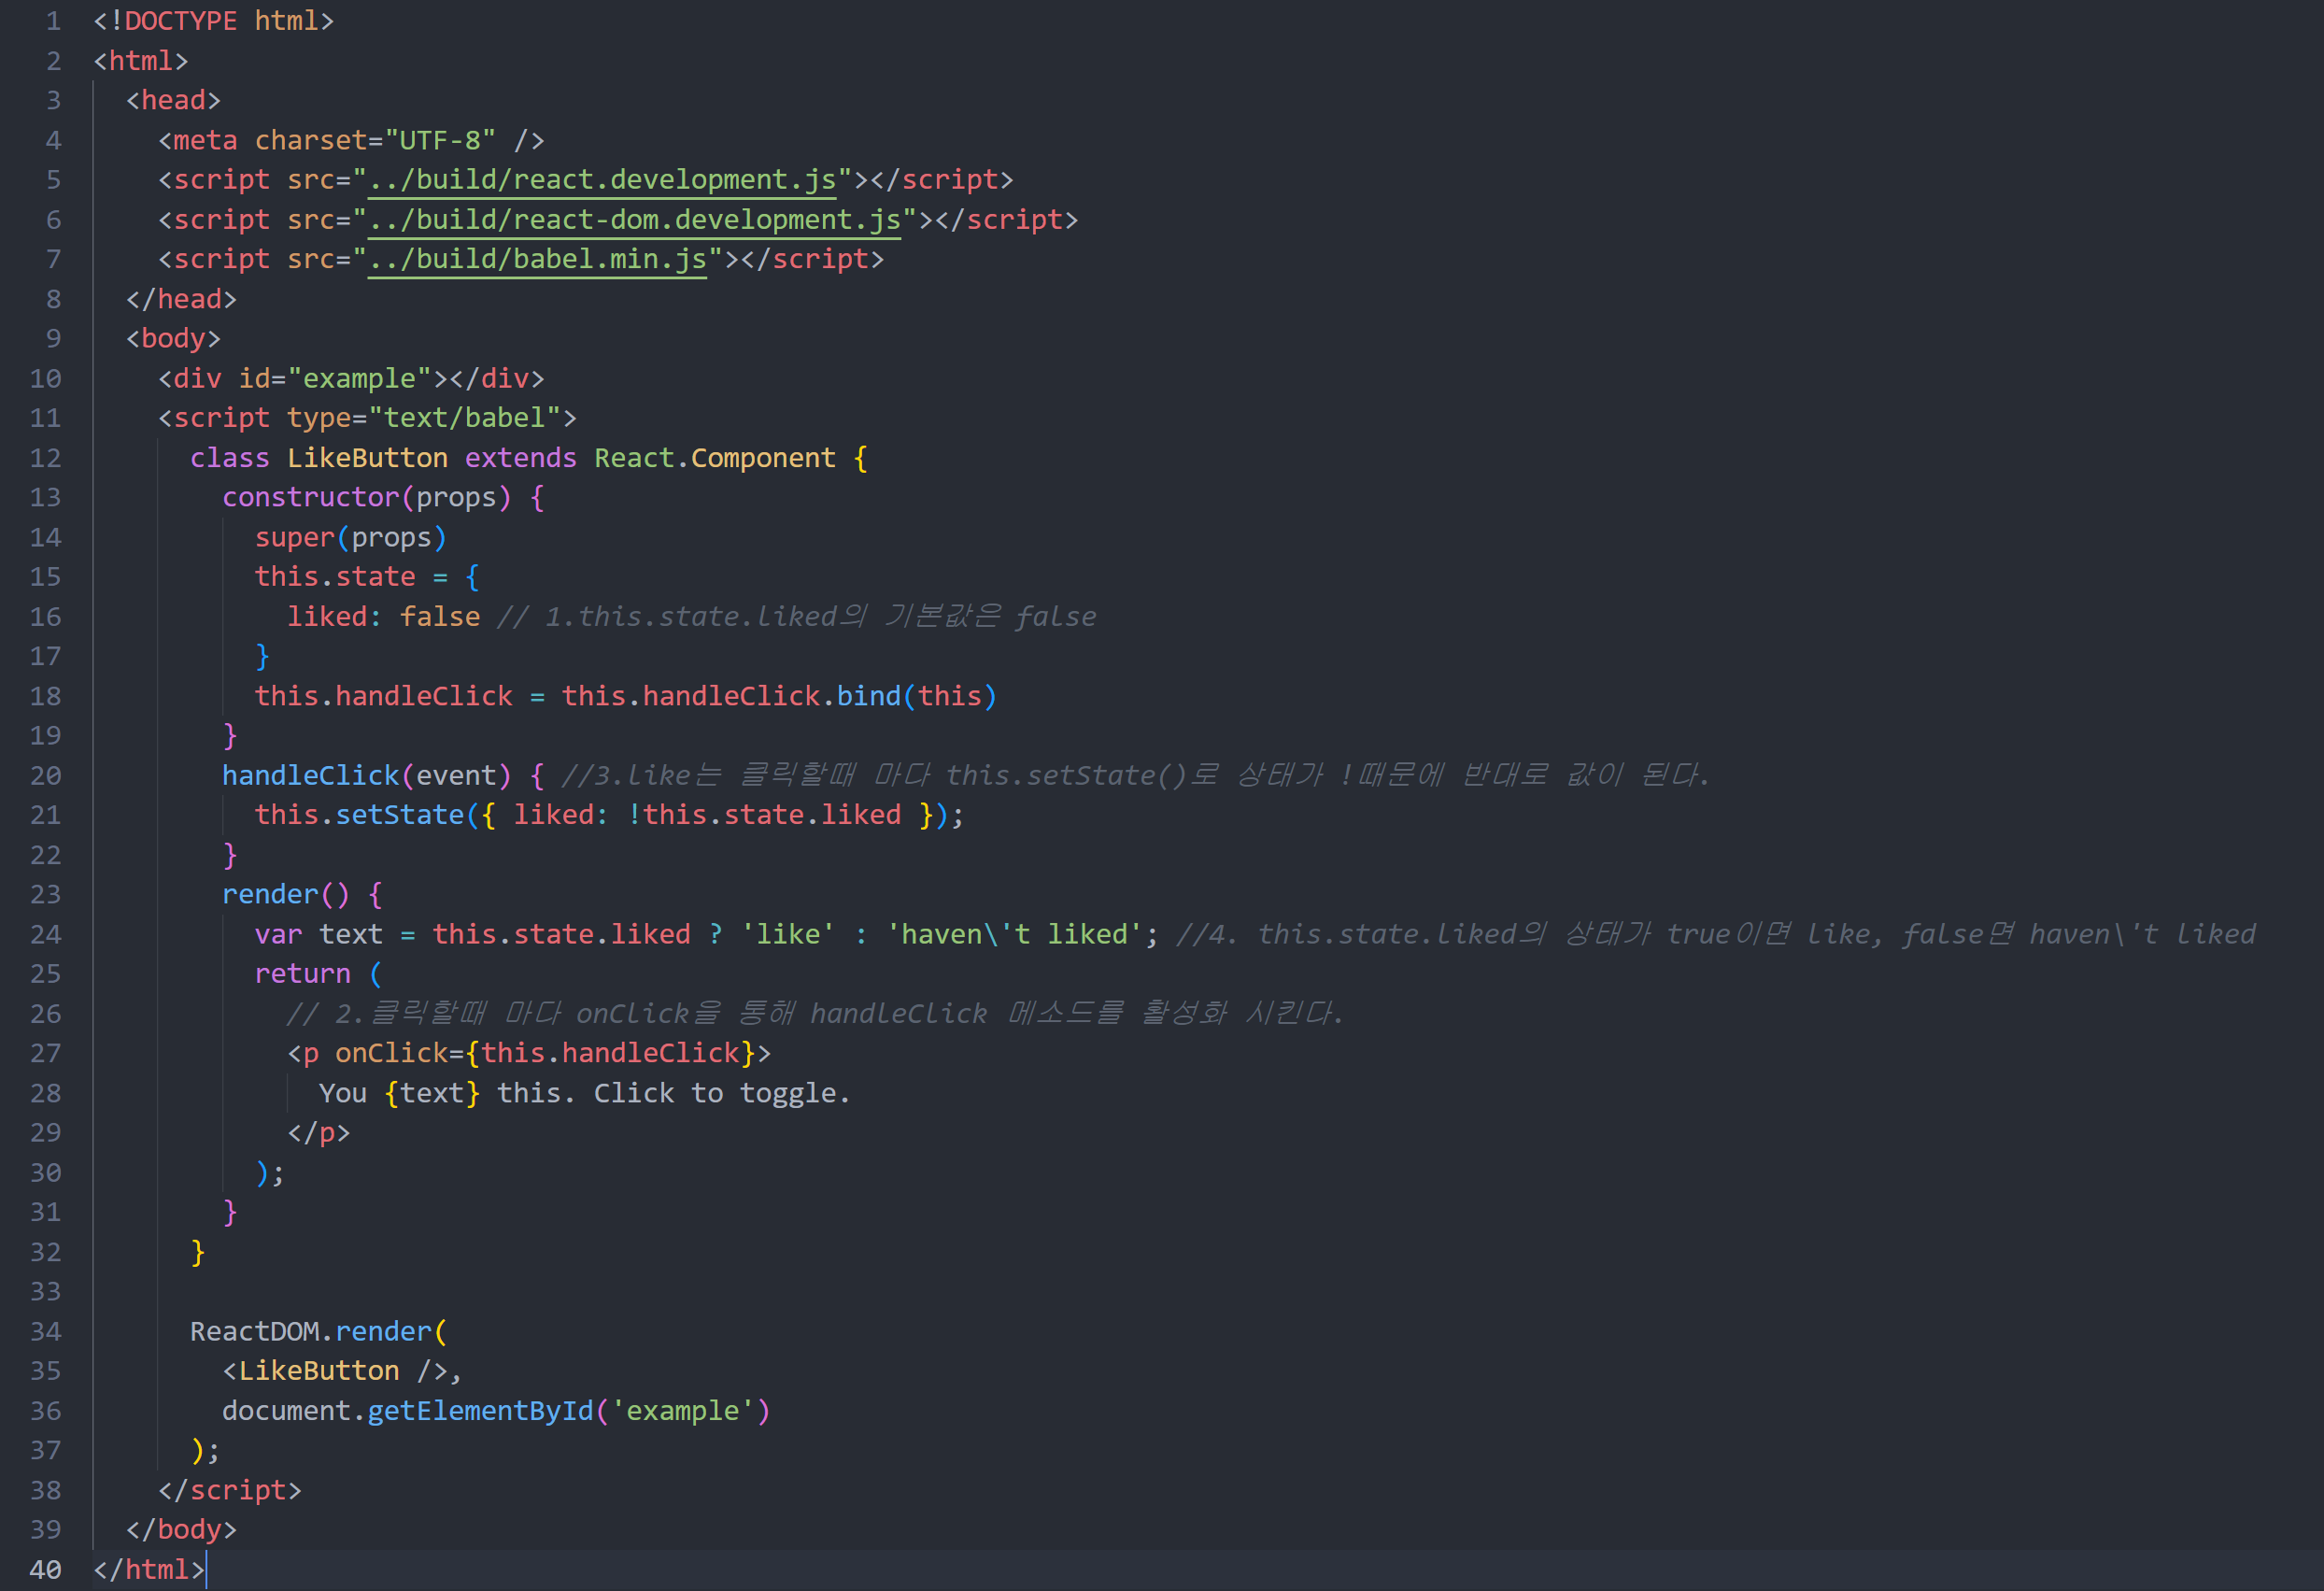 1 <!DOCTYPE html>
2 <html>
3 <head>
4 <meta charset="UTF-8" />
5 <script src="../build/react.development.js"></script>
6 <script src="../build/react-dom.development.js"></script>
7 <script src="../build/babel.min.js"></script>
8 </head>
9 <body>
10 <div id="example"></div>
11 <script type="text/babel">
12 class LikeButton extends React.Component {
13 constructor(props) {
14 super(props)
15 this.state = {
16 liked: false // 1.this.state.liked의 기본값은 false
17 }
18 this.handleClick = this.handleClick.bind(this)
19 }
20 handleClick(event) { //3.like는 클릭할때 마다 this.setState()로 상태가 !때문에 반대로 값이 된다.
21 this.setState({ liked: !this.state.liked });
22 }
23 render() {
24 var text = this.state.liked ? 'like' : 'haven\'t liked'; //4. this.state.liked의 상태가 true이면 like, false면 haven\'t liked
25 return (
26 // 2.클릭할때 마다 onClick을 통해 handleClick 메소드를 활성화 시킨다.
27 <p onClick={this.handleClick}>
28 You {text} this. Click to toggle.
29 </p>
30 );
31 }
32 }
33
34 ReactDOM.render(
35 <LikeButton />,
36 document.getElementById('example')
37 );
38 </script>
39 </body>
40 </html>